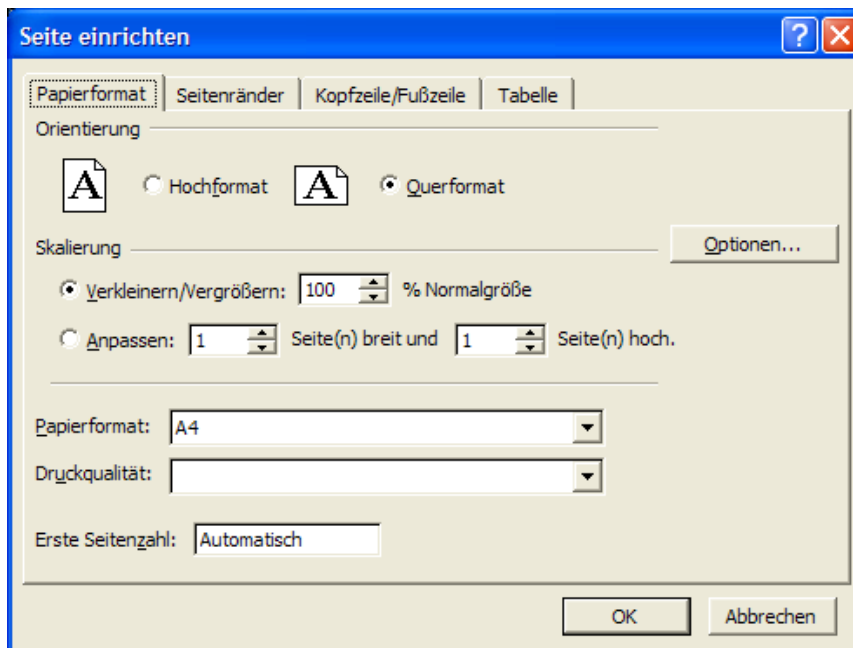 Seite einrichten
Papierformat Seitenränder Kopfzeile/Fußzeile Tabelle
Orientierung
A Hochformat A Querformat
Skalierung Optionen...
Verkleinern/Vergrößern: 100 % Normalgröße
Anpassen: 1 Seite(n) breit und 1 Seite(n) hoch.
Papierformat: A4
Druckqualität:
Erste Seitenzahl: Automatisch
OK Abbrechen